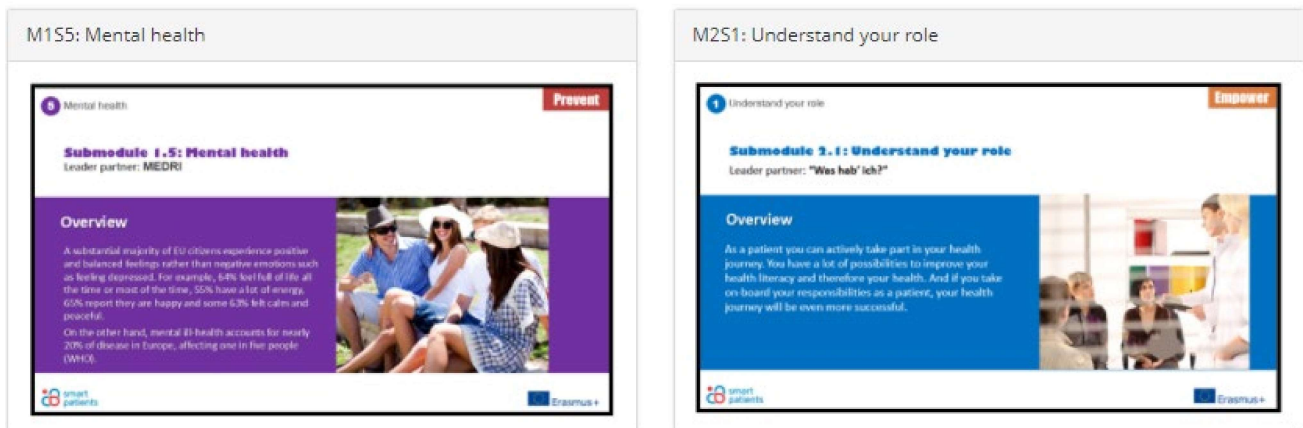 M1S5: Mental health
5 Mental health
Prevent
Submodule 1.5: Mental health
Leader partner: MEDRI
Overview
A substantial majority of EU citizens experience positive
and balanced feelings rather than negative emotions such
as feeling depressed. For example, 64% feel full of life all
the time or most of the time, 55% have a lot of energy,
65% report they are happy and some 63% felt calm and
peaceful.
On the other hand, mental ill-health accounts for nearly
20% of disease in Europe, affecting one in five people
(WHO).
smart
patients
Erasmus+
M2S1: Understand your role
1 Understand your role
Empower
Submodule 2.1: Understand your role
Leader partner: "Was hab' ich?"
Overview
As a patient you can actively take part in your health
journey. You have a lot of possibilities to improve your
health literacy and therefore your health. And if you take
on-board your responsibilities as a patient, your health
journey will be even more successful.
smart
patients
Erasmus+